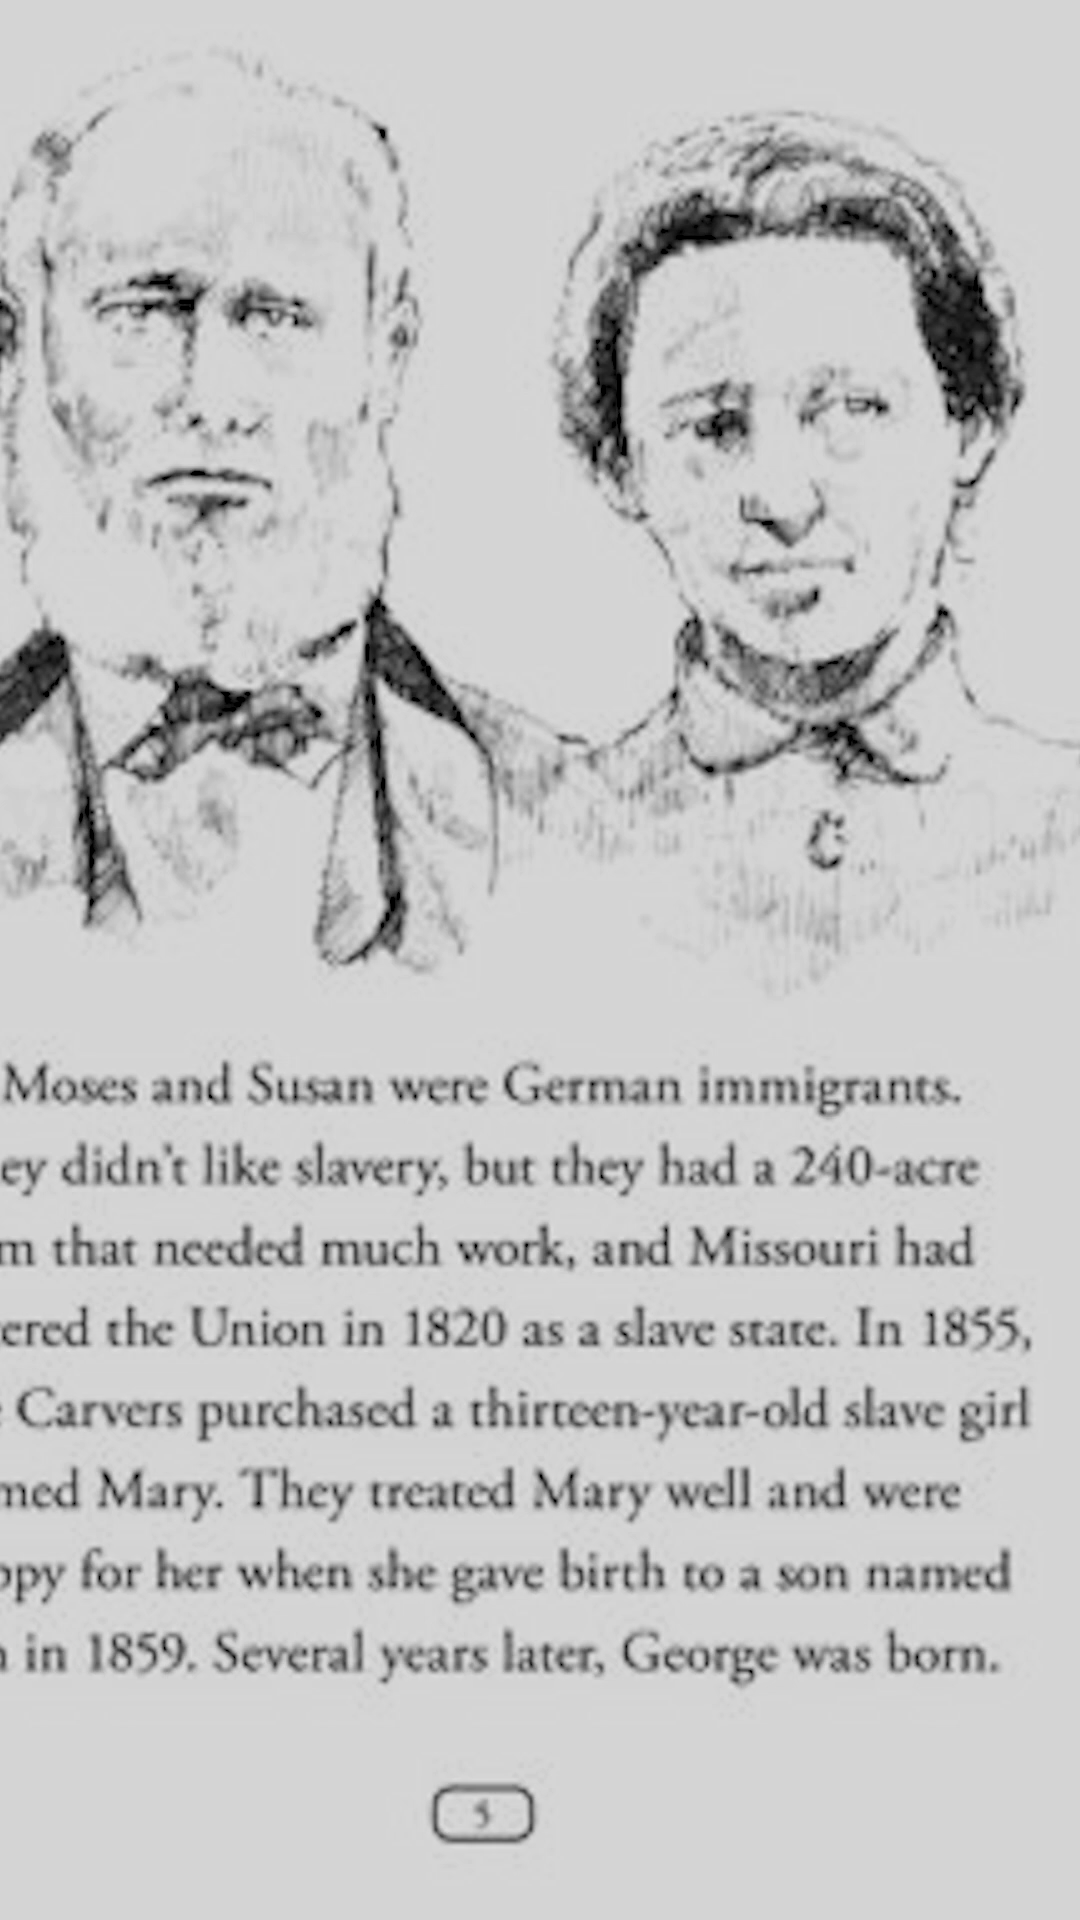 Moses and Susan were German immigrants.
ey didn't like slavery, but they had a 240-acre
m that needed much work, and Missouri had
ered the Union in 1820 as a slave state. In 1855,
Carvers purchased a thirteen-year-old slave girl
med Mary. They treated Mary well and were
ppy for her when she gave birth to a son named
in 1859. Several years later, George was born.
5